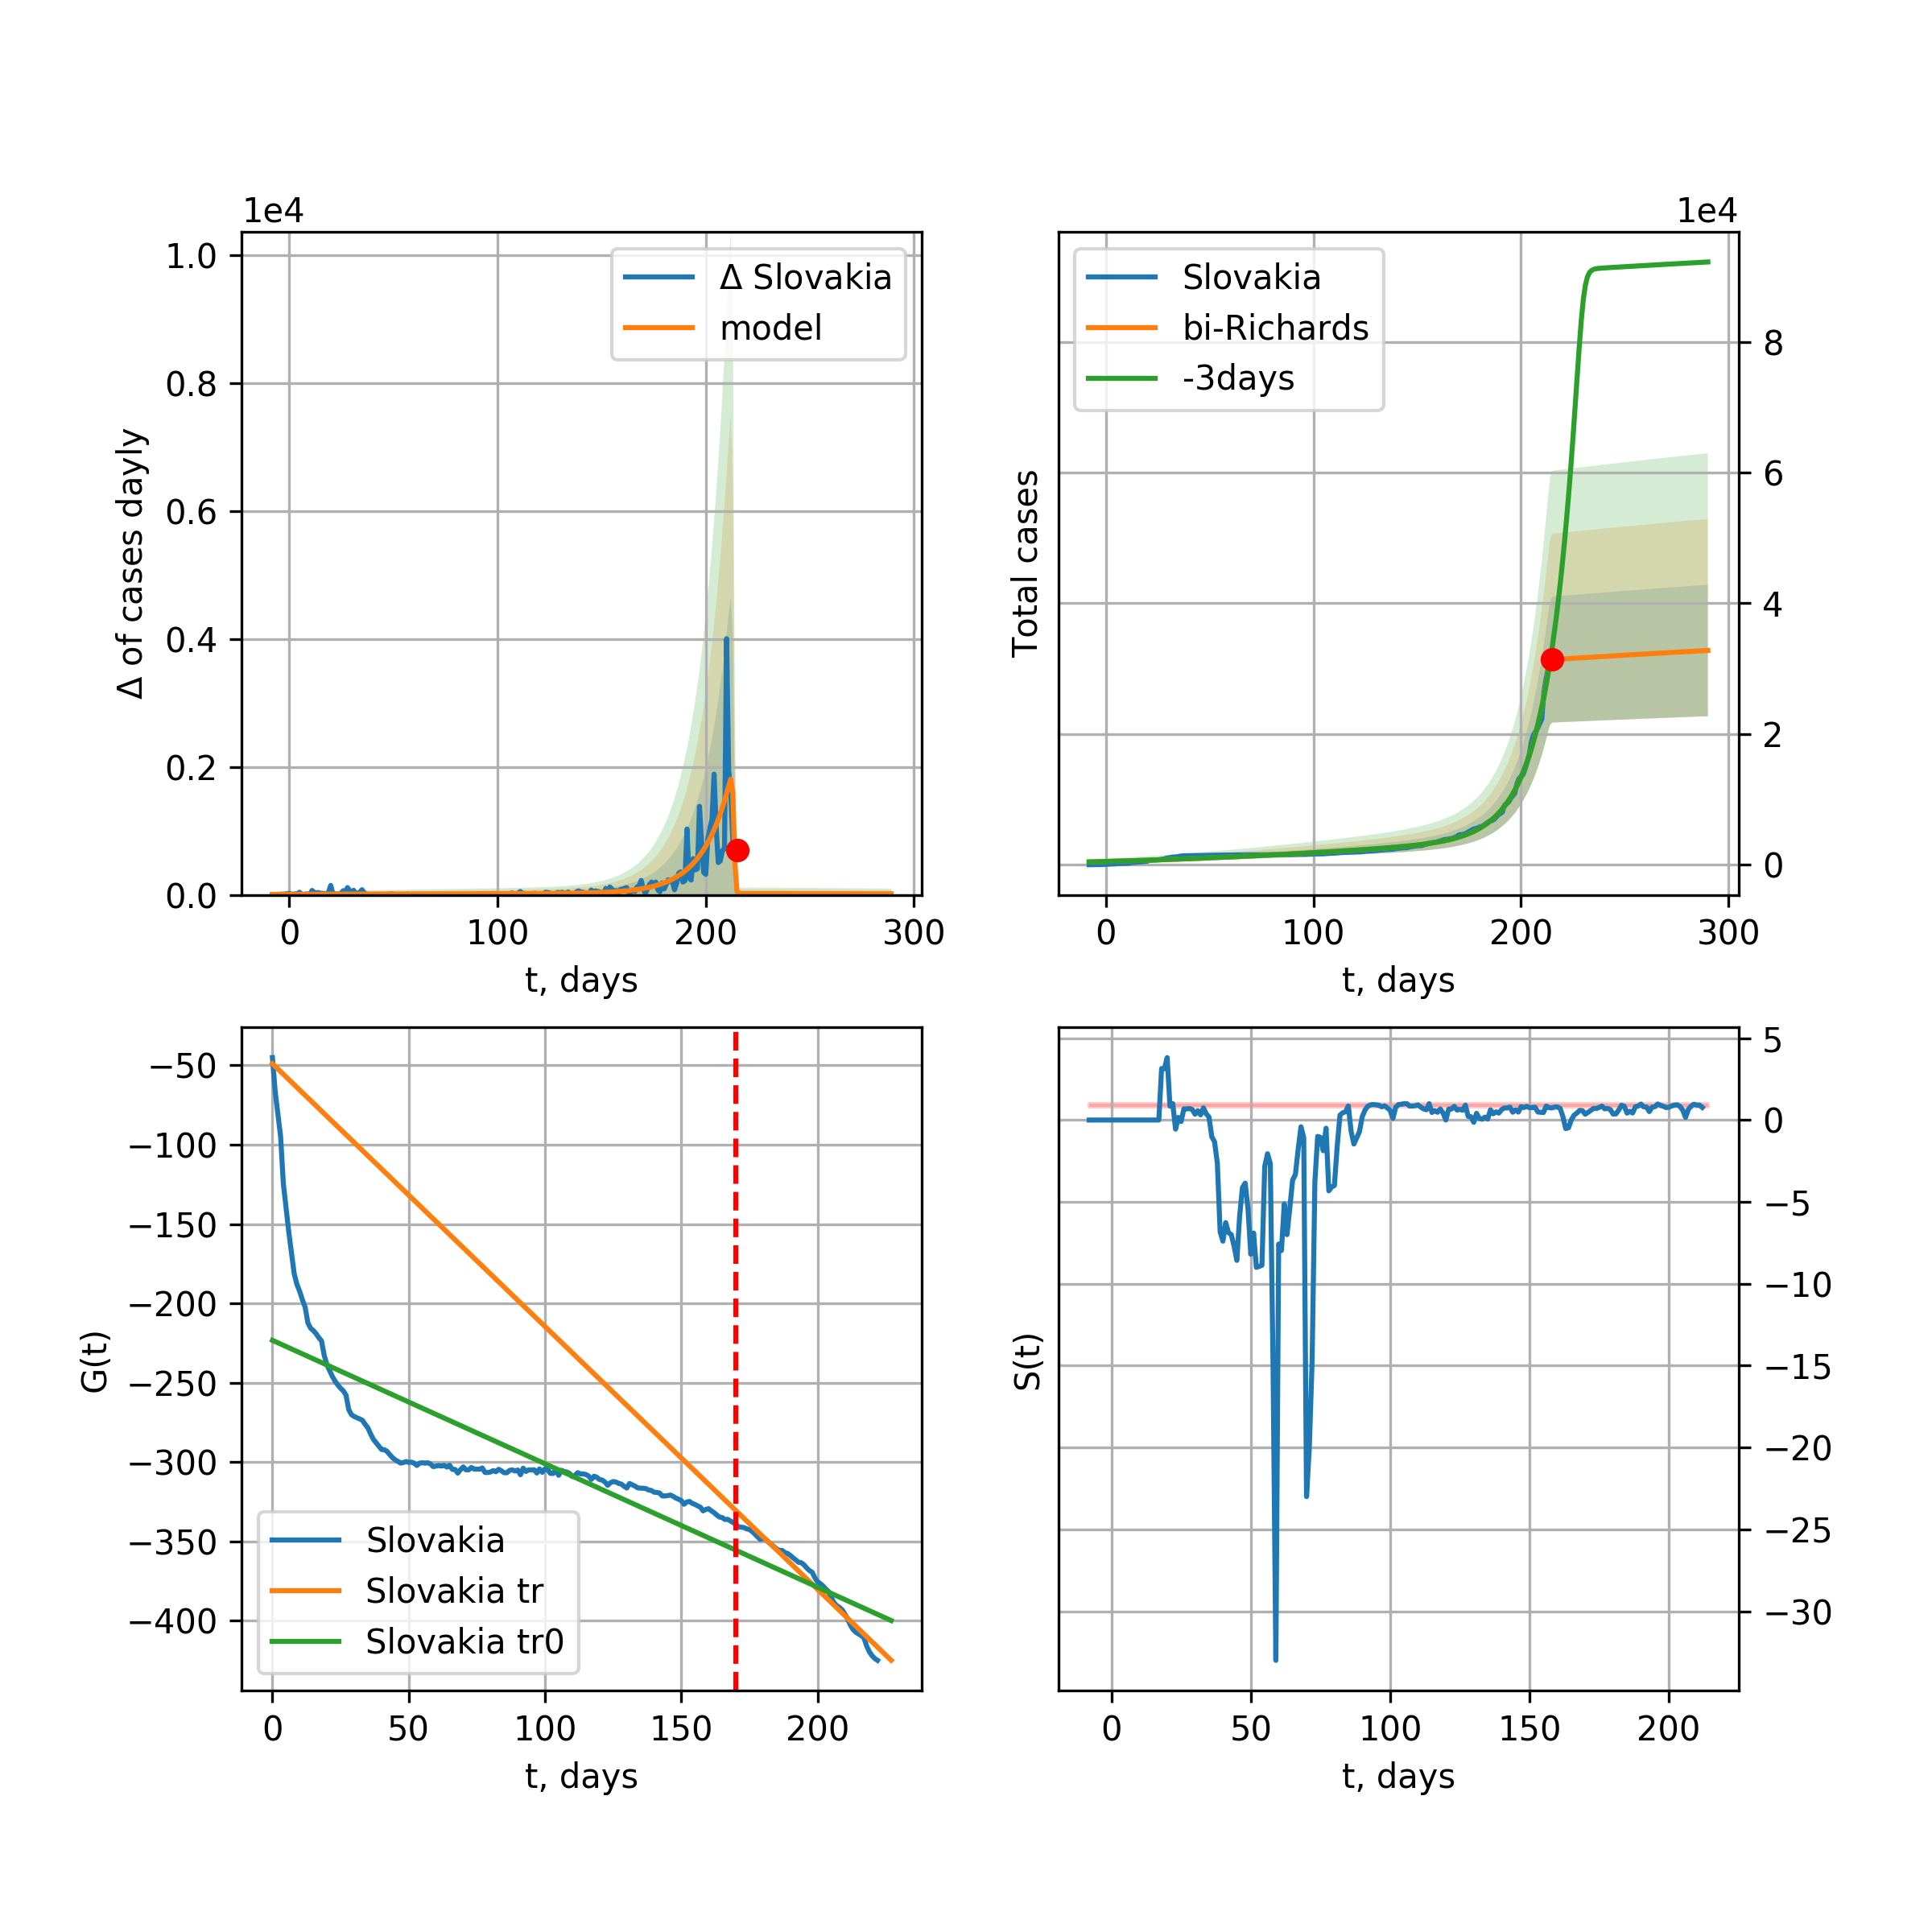 1e4
Δ of cases dayly
1.0
0.8
0.6
0.4
0.2
0.0
0 100 200 300
t, days
Δ Slovakia
model
1e4
Total cases
8
6
4
2
0
0 100 200 300
t, days
Slovakia
bi-Richards
-3days
G(t)
−50
−100
−150
−200
−250
−300
−350
−400
0 50 100 150 200
t, days
Slovakia
Slovakia tr
Slovakia tr0
S(t)
5
0
−5
−10
−15
−20
−25
−30
0 50 100 150 200
t, days